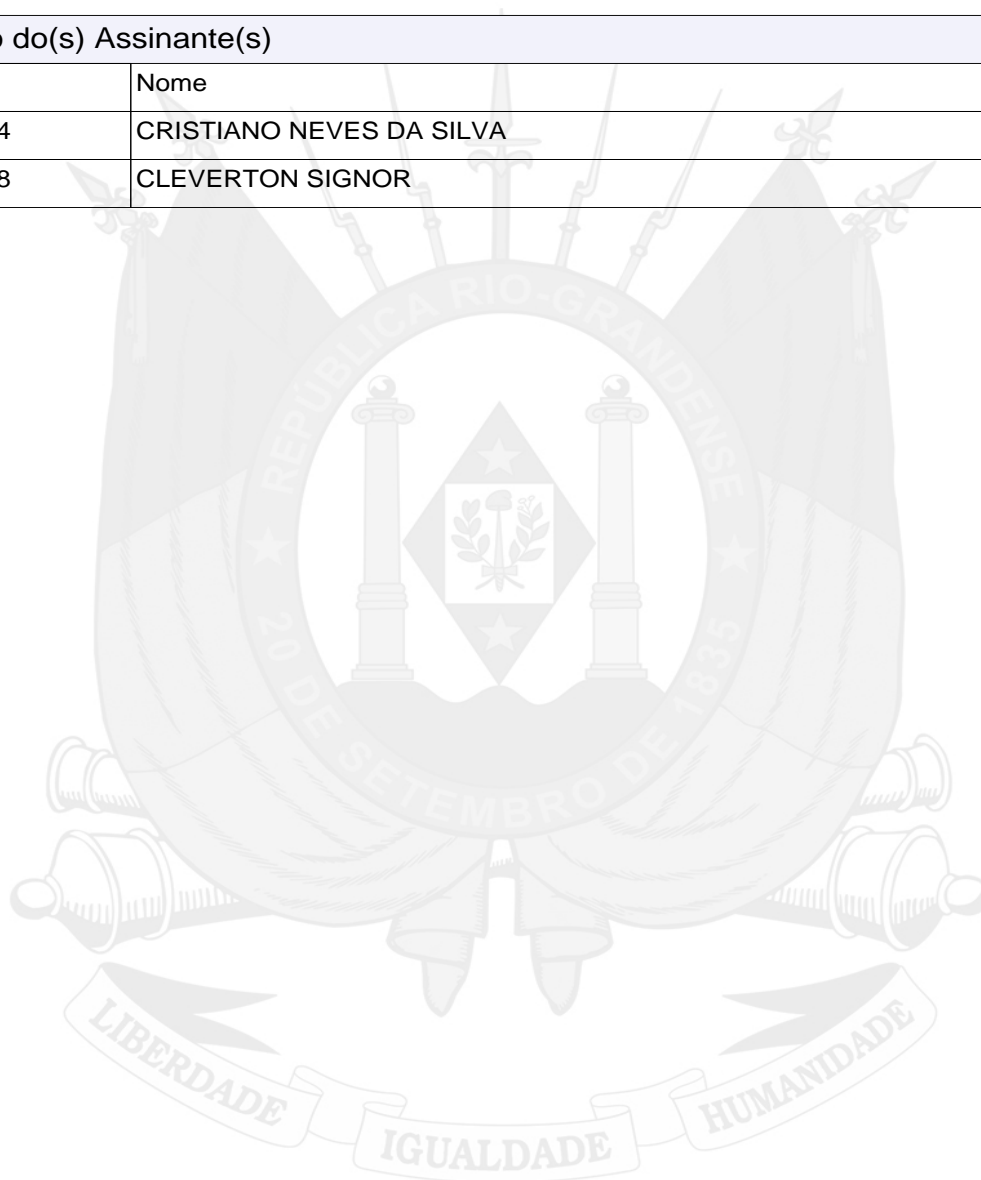 o do(s) Assinante(s)
Nome
4 CRISTIANO NEVES DA SILVA
8 CLEVERTON SIGNOR
REPÚBLICA RIO-GRANDENSE
★ 20 DE SETEMBRO DE 1835 ★
LIBERDADE IGUALDADE HUMANIDADE